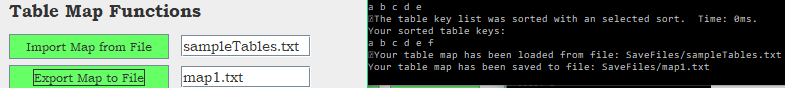 Table Map Functions
Import Map from File
sampleTables.txt
Export Map to File
map1.txt
a b c d e
The table key list was sorted with an selected sort.  Time: 0ms.
Your sorted table keys:
a b c d e f
Your table map has been loaded from file: SaveFiles/sampleTables.txt
Your table map has been saved to file: SaveFiles/map1.txt